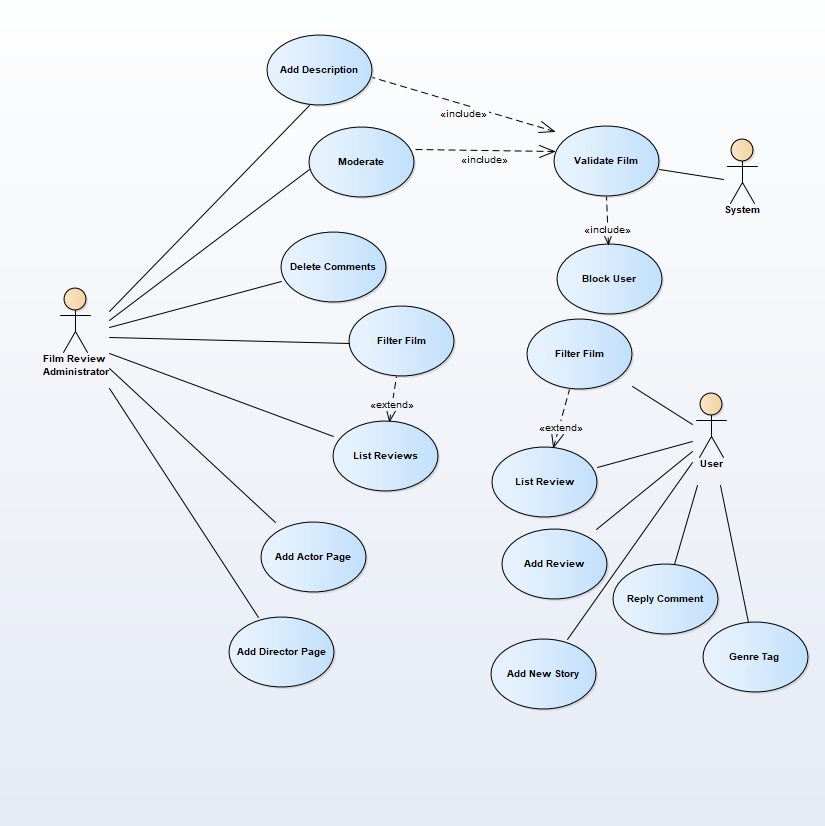 Add Description
«include»
Moderate
«include»
Validate Film
System
«include»
Delete Comments
Block User
Film Review
Administrator
Filter Film
Filter Film
«extend»
«extend»
List Reviews
User
List Review
Add Actor Page
Add Review
Reply Comment
Add Director Page
Add New Story
Genre Tag